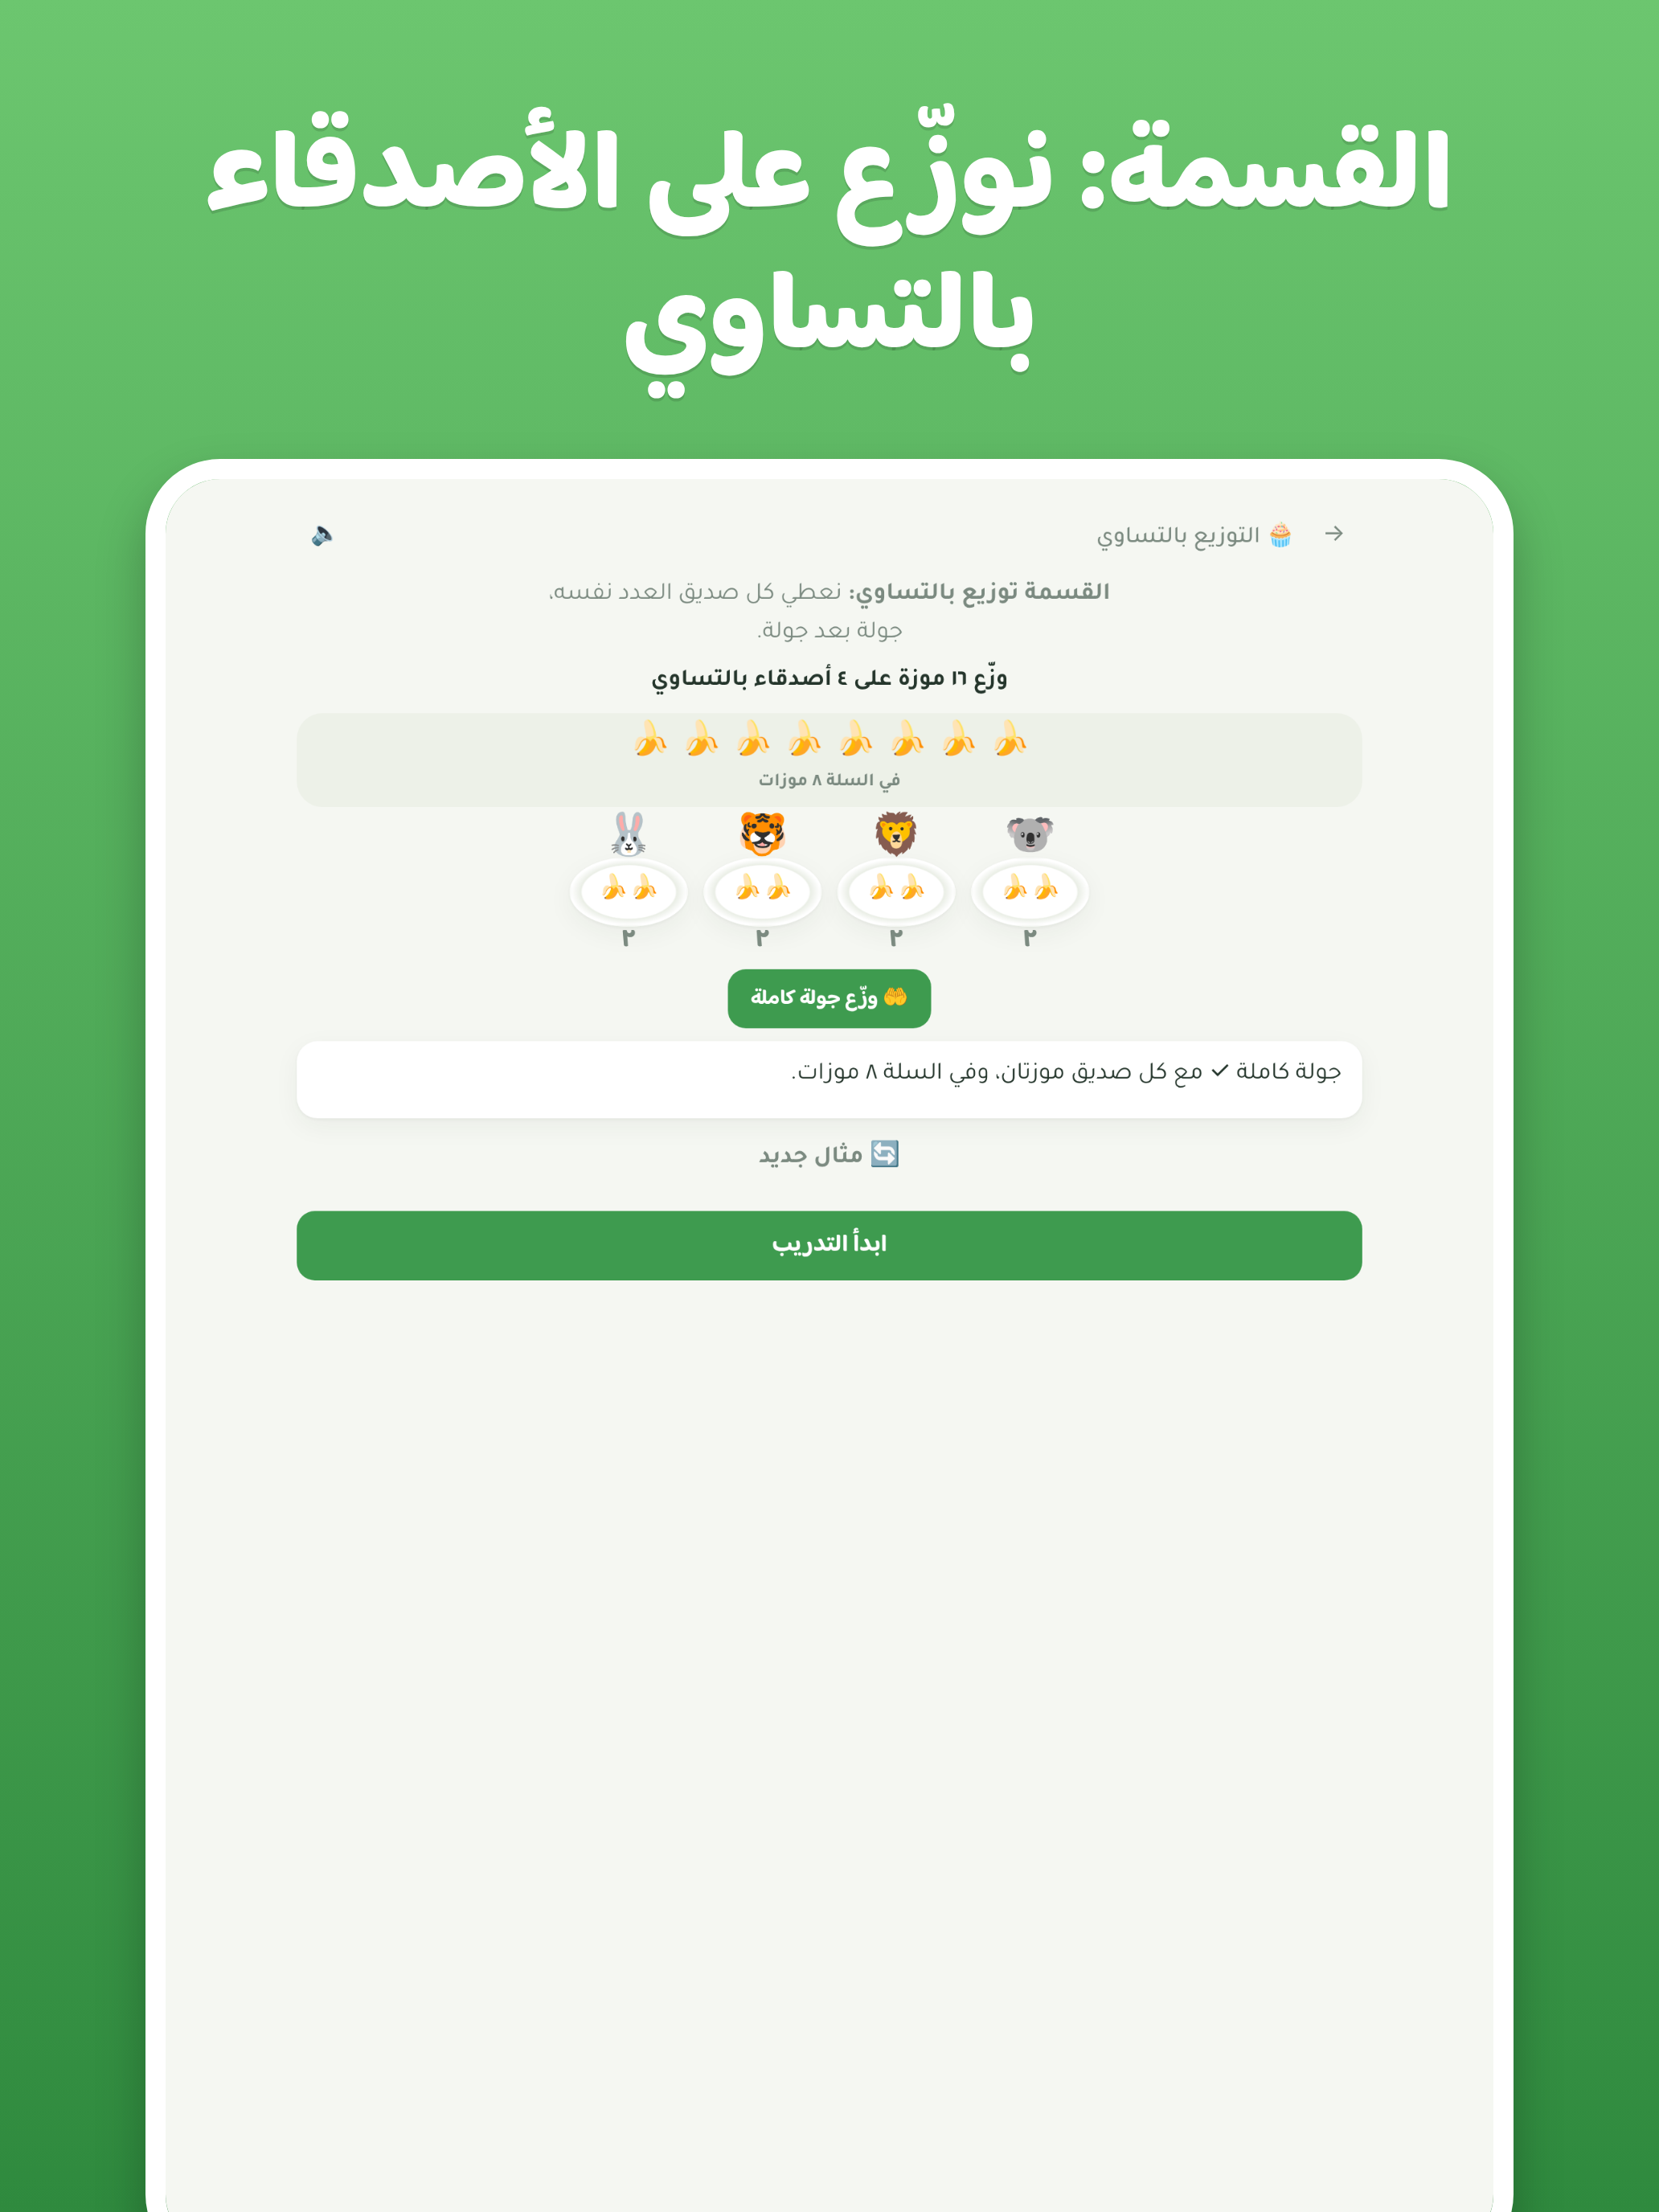 القسمة: نوزّع على الأصدقاء
بالتساوي
→ 🧁 التوزيع بالتساوي
القسمة توزيع بالتساوي: نعطي كل صديق العدد نفسه،
جولة بعد جولة.
وزّع ١٦ موزة على ٤ أصدقاء بالتساوي
في السلة ٨ موزات
٢ ٢ ٢ ٢
🤲 وزّع جولة كاملة
جولة كاملة ✓ مع كل صديق موزتان، وفي السلة ٨ موزات.
🔄 مثال جديد
ابدأ التدريب